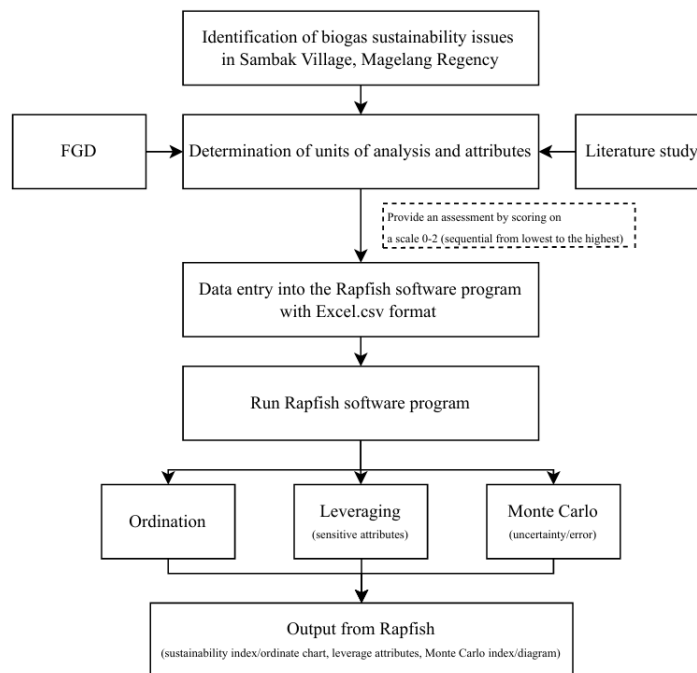 Identification of biogas sustainability issues
in Sambak Village, Magelang Regency
FGD
Determination of units of analysis and attributes
Literature study
Provide an assessment by scoring on
a scale 0-2 (sequential from lowest to the highest)
Data entry into the Rapfish software program
with Excel.csv format
Run Rapfish software program
Ordination
Leveraging
(sensitive attributes)
Monte Carlo
(uncertainty/error)
Output from Rapfish
(sustainability index/ordinate chart, leverage attributes, Monte Carlo index/diagram)